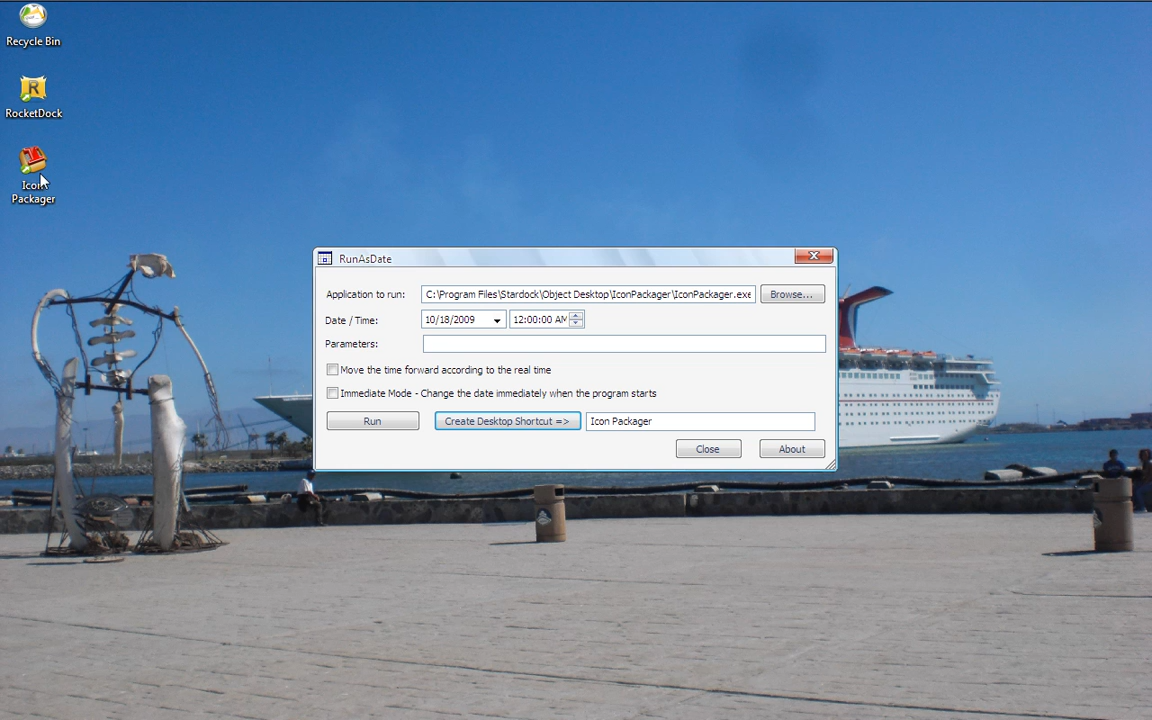 Recycle Bin
RocketDock
Icon
Packager
RunAsDate
Application to run:
C:\Program Files\Stardock\Object Desktop\IconPackager\IconPackager.exe
Browse...
Date / Time:
10/18/2009
12:00:00 AM
Parameters:
Move the time forward according to the real time
Immediate Mode - Change the date immediately when the program starts
Run
Create Desktop Shortcut =>
Icon Packager
Close
About